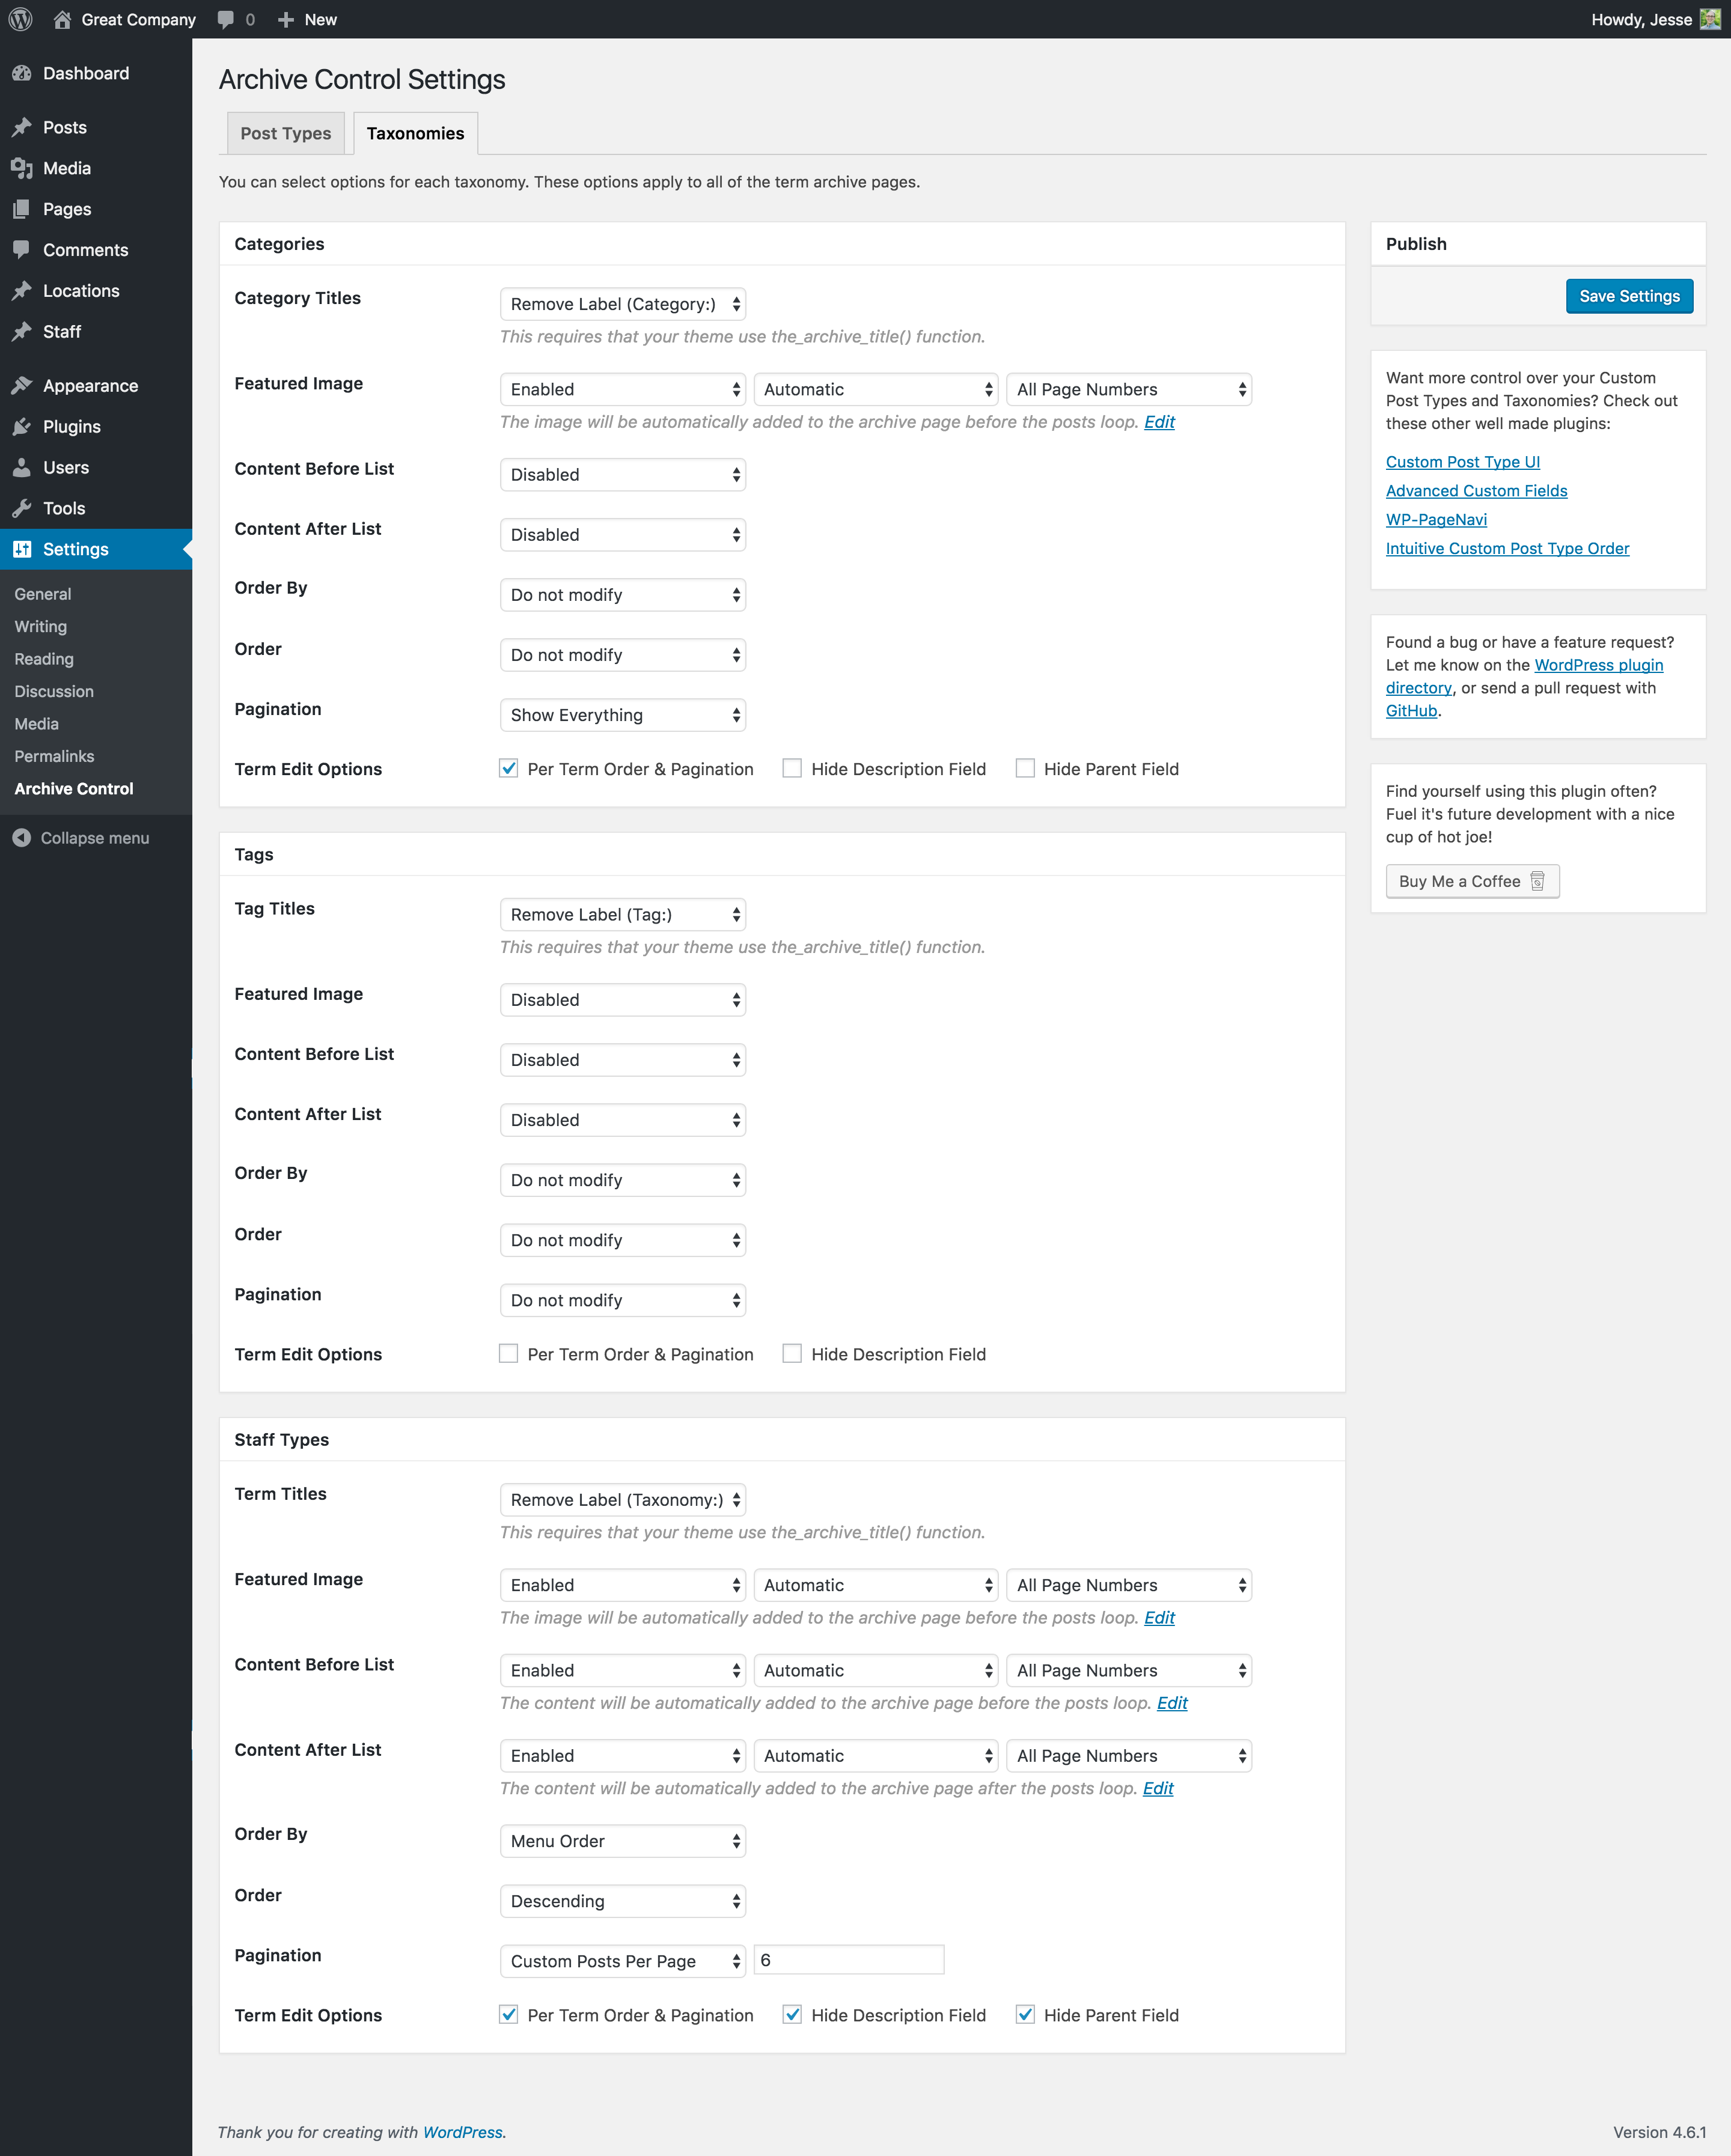 Great Company 0 New Howdy, Jesse
Dashboard
Posts
Media
Pages
Comments
Locations
Staff
Appearance
Plugins
Users
Tools
Settings
General
Writing
Reading
Discussion
Media
Permalinks
Archive Control
Collapse menu
Archive Control Settings
Post Types Taxonomies
You can select options for each taxonomy. These options apply to all of the term archive pages.
Categories
Category Titles Remove Label (Category:)
This requires that your theme use the_archive_title() function.
Featured Image Enabled Automatic All Page Numbers
The image will be automatically added to the archive page before the posts loop. Edit
Content Before List Disabled
Content After List Disabled
Order By Do not modify
Order Do not modify
Pagination Show Everything
Term Edit Options Per Term Order & Pagination Hide Description Field Hide Parent Field
Tags
Tag Titles Remove Label (Tag:)
This requires that your theme use the_archive_title() function.
Featured Image Disabled
Content Before List Disabled
Content After List Disabled
Order By Do not modify
Order Do not modify
Pagination Do not modify
Term Edit Options Per Term Order & Pagination Hide Description Field
Staff Types
Term Titles Remove Label (Taxonomy:)
This requires that your theme use the_archive_title() function.
Featured Image Enabled Automatic All Page Numbers
The image will be automatically added to the archive page before the posts loop. Edit
Content Before List Enabled Automatic All Page Numbers
The content will be automatically added to the archive page before the posts loop. Edit
Content After List Enabled Automatic All Page Numbers
The content will be automatically added to the archive page after the posts loop. Edit
Order By Menu Order
Order Descending
Pagination Custom Posts Per Page 6
Term Edit Options Per Term Order & Pagination Hide Description Field Hide Parent Field
Publish
Save Settings
Want more control over your Custom
Post Types and Taxonomies? Check out
these other well made plugins:
Custom Post Type UI
Advanced Custom Fields
WP-PageNavi
Intuitive Custom Post Type Order
Found a bug or have a feature request?
Let me know on the WordPress plugin
directory, or send a pull request with
GitHub.
Find yourself using this plugin often?
Fuel it's future development with a nice
cup of hot joe!
Buy Me a Coffee
Thank you for creating with WordPress. Version 4.6.1